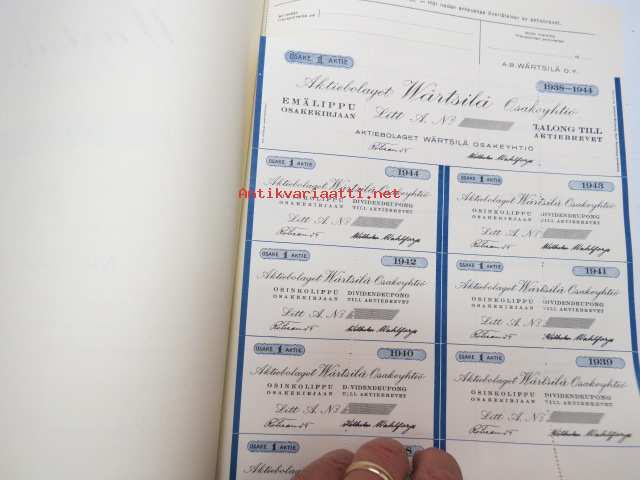 OSAKE 1 AKTIE
A.B. WÄRTSILÄ O.Y.
1938-1944
Aktiebolaget Wärtsilä Osakeyhtiö
EMÄLIPPU
OSAKEKIRJAAN
Litt A. No
TALONG TILL
AKTIEBREVET
AKTIEBOLAGET WÄRTSILÄ OSAKEYHTIÖ
Antikvariaatti.net
OSAKE 1 AKTIE
1944
Aktiebolaget Wärtsilä Osakeyhtiö
OSINKOLIPPU DIVIDENDKUPONG
OSAKEKIRJAAN TILL AKTIEBREVET
Litt A. No
OSAKE 1 AKTIE
1943
Aktiebolaget Wärtsilä Osakeyhtiö
OSINKOLIPPU DIVIDENDKUPONG
OSAKEKIRJAAN TILL AKTIEBREVET
Litt A. No
OSAKE 1 AKTIE
1942
Aktiebolaget Wärtsilä Osakeyhtiö
OSINKOLIPPU DIVIDENDKUPONG
OSAKEKIRJAAN TILL AKTIEBREVET
Litt A. No
OSAKE 1 AKTIE
1941
Aktiebolaget Wärtsilä Osakeyhtiö
OSINKOLIPPU DIVIDENDKUPONG
OSAKEKIRJAAN TILL AKTIEBREVET
Litt A. No
OSAKE 1 AKTIE
1940
Aktiebolaget Wärtsilä Osakeyhtiö
OSINKOLIPPU DIVIDENDKUPONG
OSAKEKIRJAAN TILL AKTIEBREVET
Litt A. No
OSAKE 1 AKTIE
1939
Aktiebolaget Wärtsilä Osakeyhtiö
OSINKOLIPPU DIVIDENDKUPONG
OSAKEKIRJAAN TILL AKTIEBREVET
Litt A. No
OSAKE 1 AKTIE
Aktiebolaget